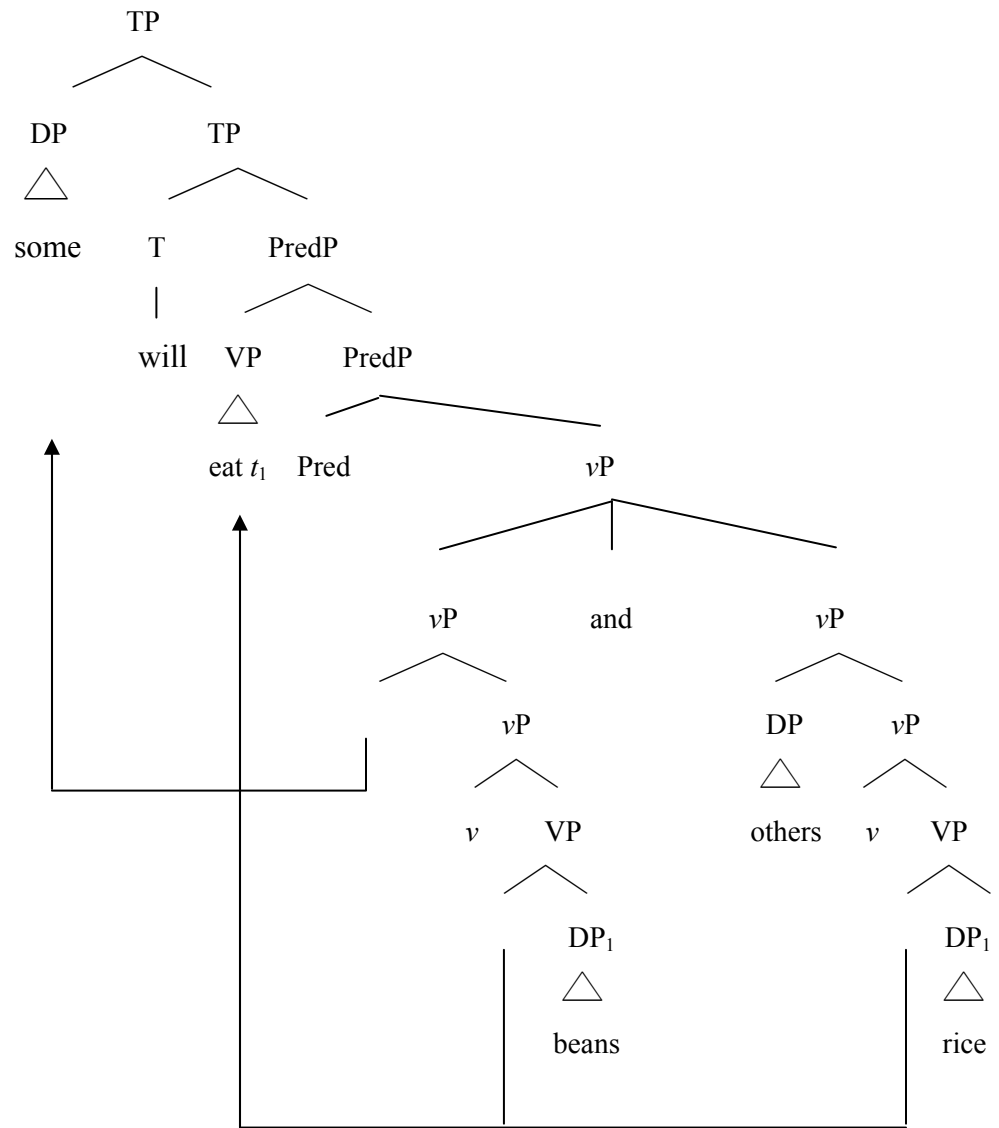 TP
DP TP
some T PredP
will VP PredP
eat t₁ Pred vP
vP and vP
vP DP vP
v VP others v VP
DP₁ DP₁
beans rice